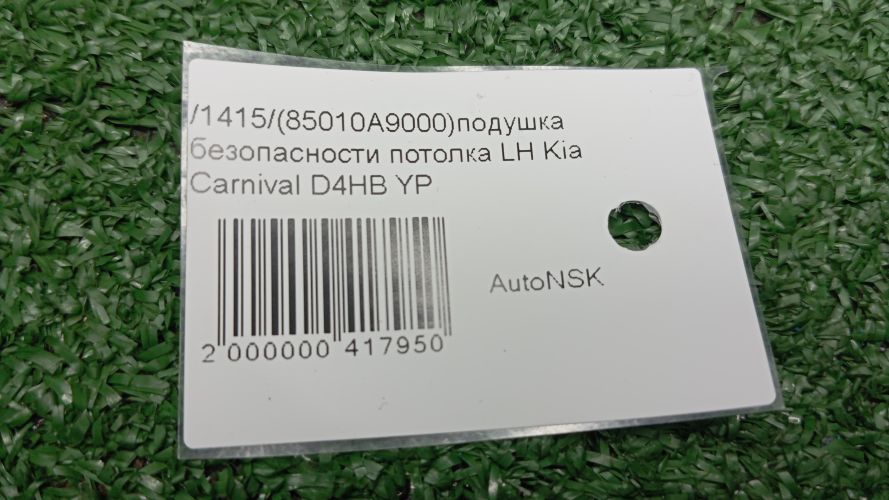 /1415/(85010A9000)подушка
безопасности потолка LH Kia
Carnival D4HB YP
AutoNSK
2 000000 417950